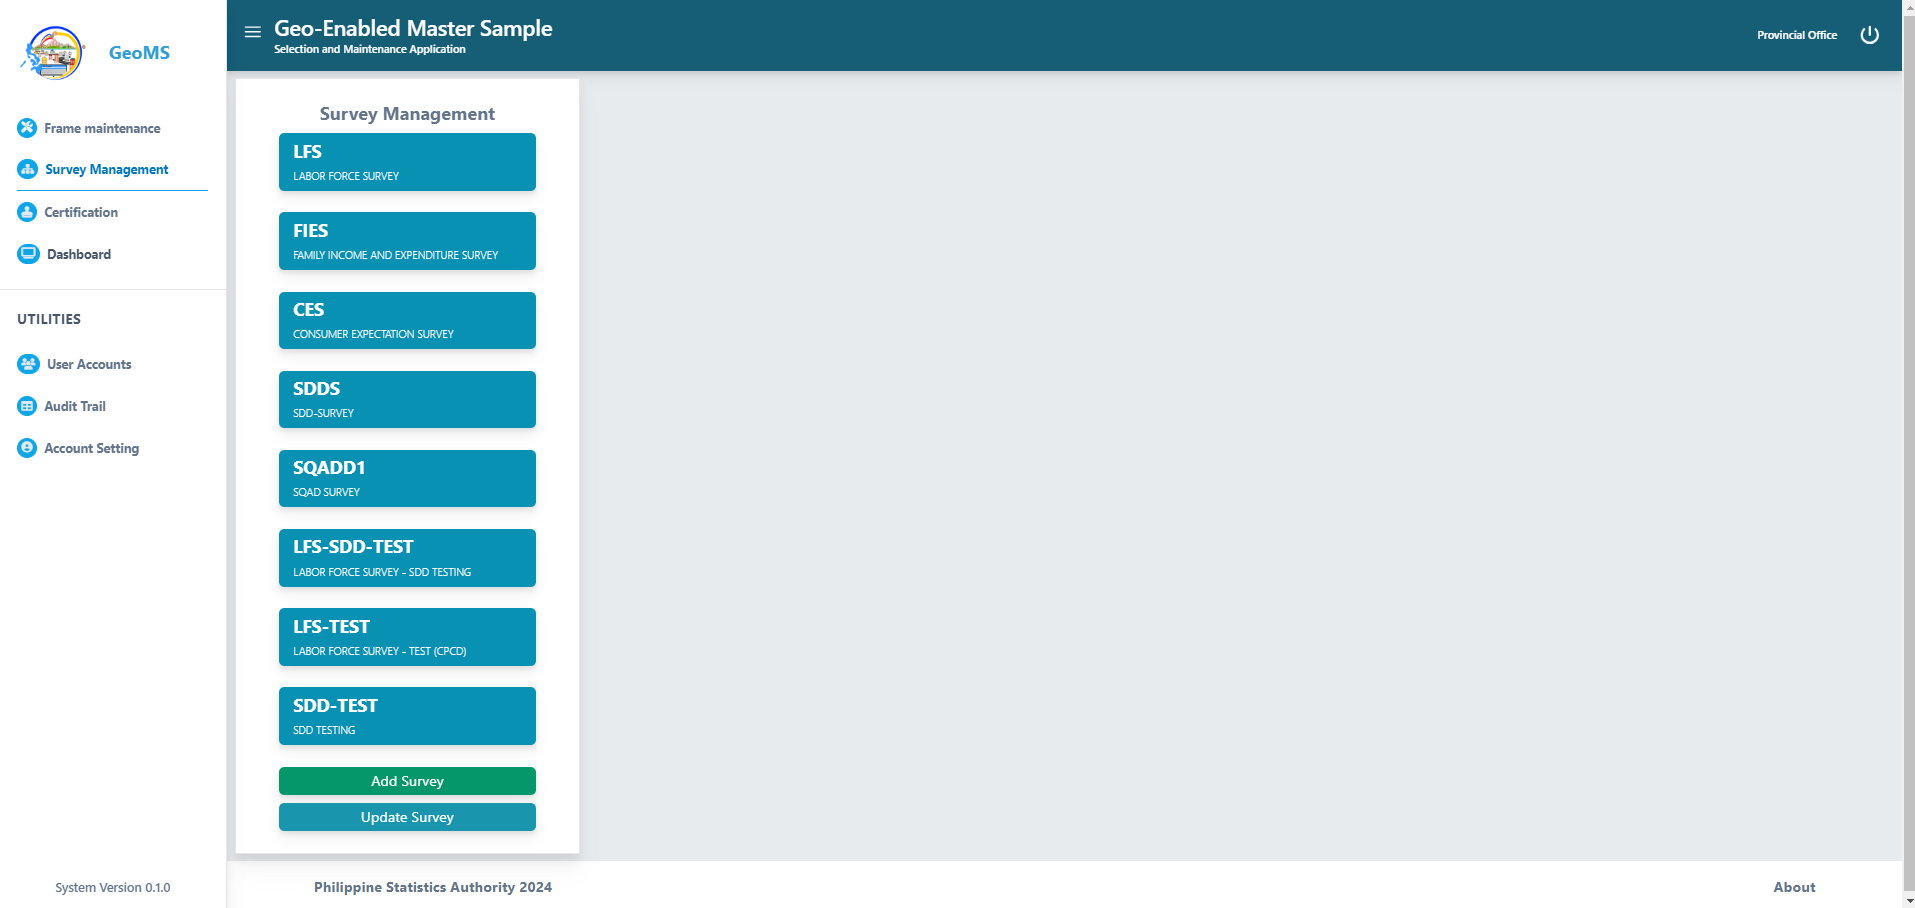 GeoMS
Frame maintenance
Survey Management
Certification
Dashboard
UTILITIES
User Accounts
Audit Trail
Account Setting
System Version 0.1.0
Geo-Enabled Master Sample
Selection and Maintenance Application
Provincial Office
Survey Management
LFS
LABOR FORCE SURVEY
FIES
FAMILY INCOME AND EXPENDITURE SURVEY
CES
CONSUMER EXPECTATION SURVEY
SDDS
SDD-SURVEY
SQADD1
SQAD SURVEY
LFS-SDD-TEST
LABOR FORCE SURVEY - SDD TESTING
LFS-TEST
LABOR FORCE SURVEY - TEST (CPCD)
SDD-TEST
SDD TESTING
Add Survey
Update Survey
Philippine Statistics Authority 2024
About